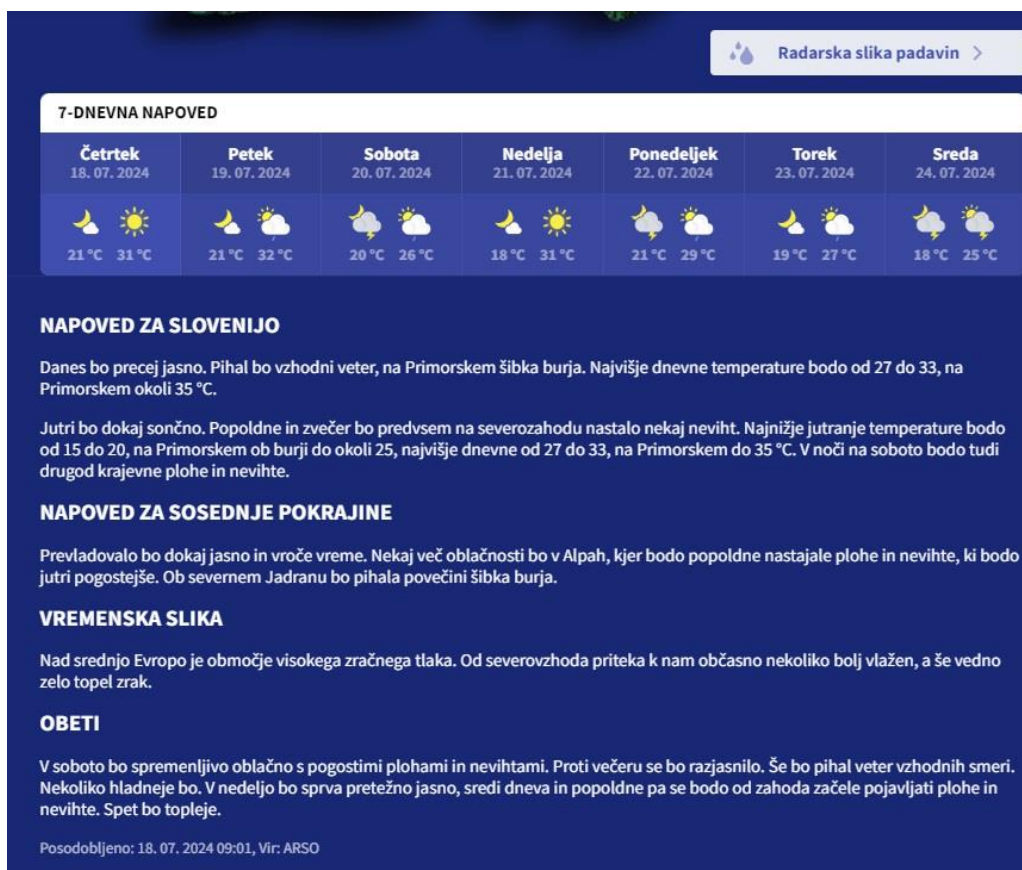 Radarska slika padavin >
7-DNEVNA NAPOVED
Četrtek Petek Sobota Nedelja Ponedeljek Torek Sreda
18. 07. 2024 19. 07. 2024 20. 07. 2024 21. 07. 2024 22. 07. 2024 23. 07. 2024 24. 07. 2024
21 °C 31 °C 21 °C 32 °C 20 °C 26 °C 18 °C 31 °C 21 °C 29 °C 19 °C 27 °C 18 °C 25 °C
NAPOVED ZA SLOVENIJO
Danes bo precej jasno. Pihal bo vzhodni veter, na Primorskem šibka burja. Najvišje dnevne temperature bodo od 27 do 33, na
Primorskem okoli 35 °C.
Jutri bo dokaj sončno. Popoldne in zvečer bo predvsem na severozahodu nastalo nekaj neviht. Najnižje jutranje temperature bodo
od 15 do 20, na Primorskem ob burji do okoli 25, najvišje dnevne od 27 do 33, na Primorskem do 35 °C. V noči na soboto bodo tudi
drugod krajevne plohe in nevihte.
NAPOVED ZA SOSEDNJE POKRAJINE
Prevladovalo bo dokaj jasno in vroče vreme. Nekaj več oblačnosti bo v Alpah, kjer bodo popoldne nastajale plohe in nevihte, ki bodo
jutri pogostejše. Ob severnem Jadranu bo pihala povečini šibka burja.
VREMENSKA SLIKA
Nad srednjo Evropo je območje visokega zračnega tlaka. Od severovzhoda priteka k nam občasno nekoliko bolj vlažen, a še vedno
zelo topel zrak.
OBETI
V soboto bo spremenljivo oblačno s pogostimi plohami in nevihtami. Proti večeru se bo razjasnilo. Še bo pihal veter vzhodnih smeri.
Nekoliko hladneje bo. V nedeljo bo sprva pretežno jasno, sredi dneva in popoldne pa se bodo od zahoda začele pojavljati plohe in
nevihte. Spet bo topleje.
Posodobljeno: 18. 07. 2024 09:01, Vir: ARSO